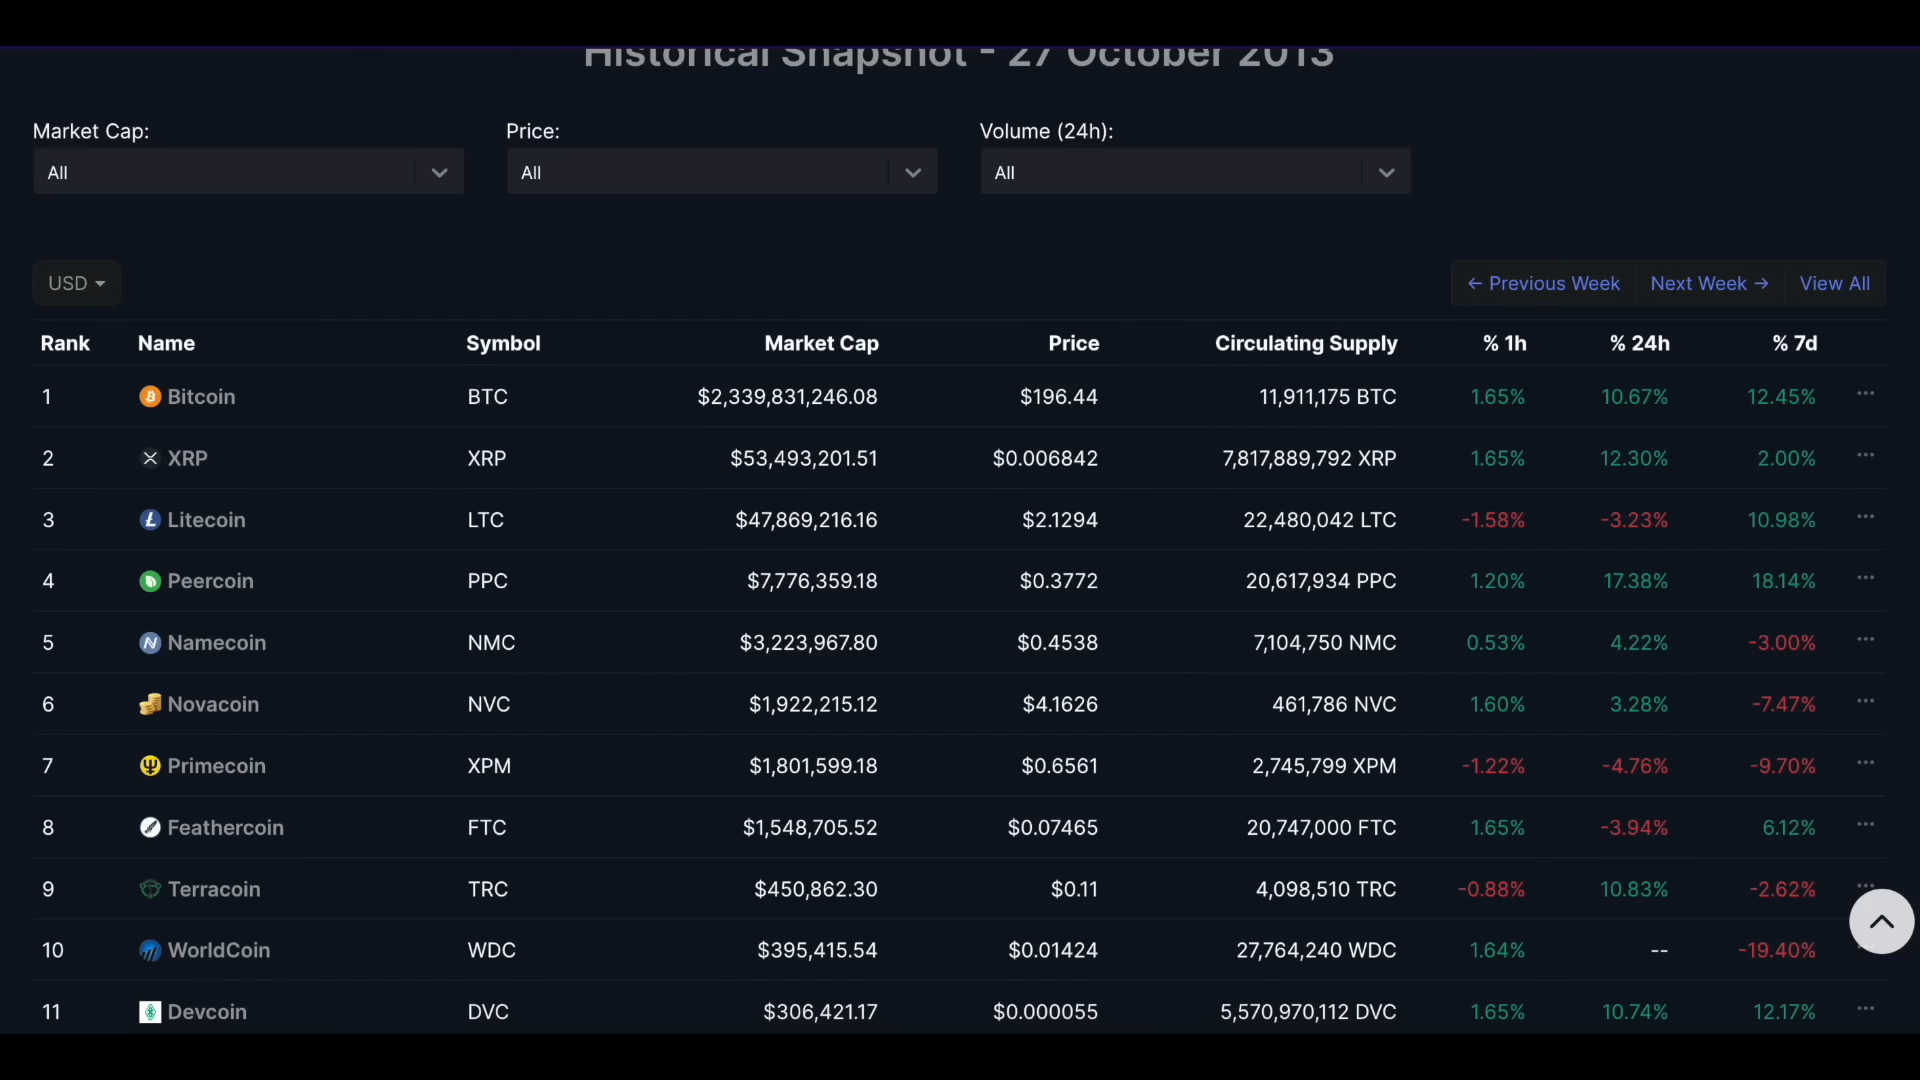 Historical Snapshot - 27 October 2013
Market Cap: Price: Volume (24h):
All All All
USD ← Previous Week Next Week → View All
Rank Name Symbol Market Cap Price Circulating Supply % 1h % 24h % 7d
1 Bitcoin BTC $2,339,831,246.08 $196.44 11,911,175 BTC 1.65% 10.67% 12.45% ...
2 XRP XRP $53,493,201.51 $0.006842 7,817,889,792 XRP 1.65% 12.30% 2.00% ...
3 Litecoin LTC $47,869,216.16 $2.1294 22,480,042 LTC -1.58% -3.23% 10.98% ...
4 Peercoin PPC $7,776,359.18 $0.3772 20,617,934 PPC 1.20% 17.38% 18.14% ...
5 Namecoin NMC $3,223,967.80 $0.4538 7,104,750 NMC 0.53% 4.22% -3.00% ...
6 Novacoin NVC $1,922,215.12 $4.1626 461,786 NVC 1.60% 3.28% -7.47% ...
7 Primecoin XPM $1,801,599.18 $0.6561 2,745,799 XPM -1.22% -4.76% -9.70% ...
8 Feathercoin FTC $1,548,705.52 $0.07465 20,747,000 FTC 1.65% -3.94% 6.12% ...
9 Terracoin TRC $450,862.30 $0.11 4,098,510 TRC -0.88% 10.83% -2.62% ...
10 WorldCoin WDC $395,415.54 $0.01424 27,764,240 WDC 1.64% -- -19.40%
11 Devcoin DVC $306,421.17 $0.000055 5,570,970,112 DVC 1.65% 10.74% 12.17% ...